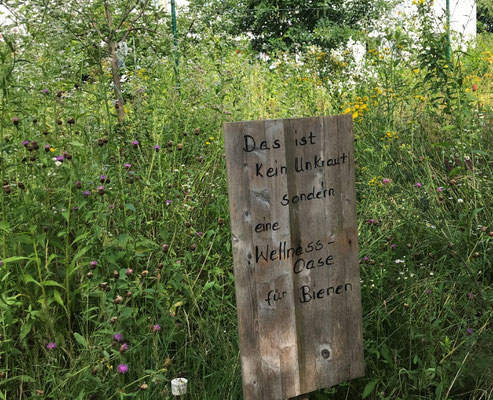 Das ist
Kein Unkraut
sondern
eine
Wellness-
Oase
für Bienen